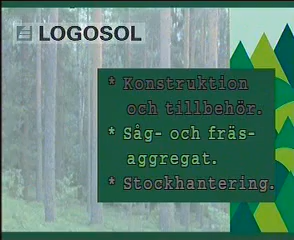 LOGOSOL
* Konstruktion
och tillbehör.
* Såg- och fräs-
aggregat.
* Stockhantering.